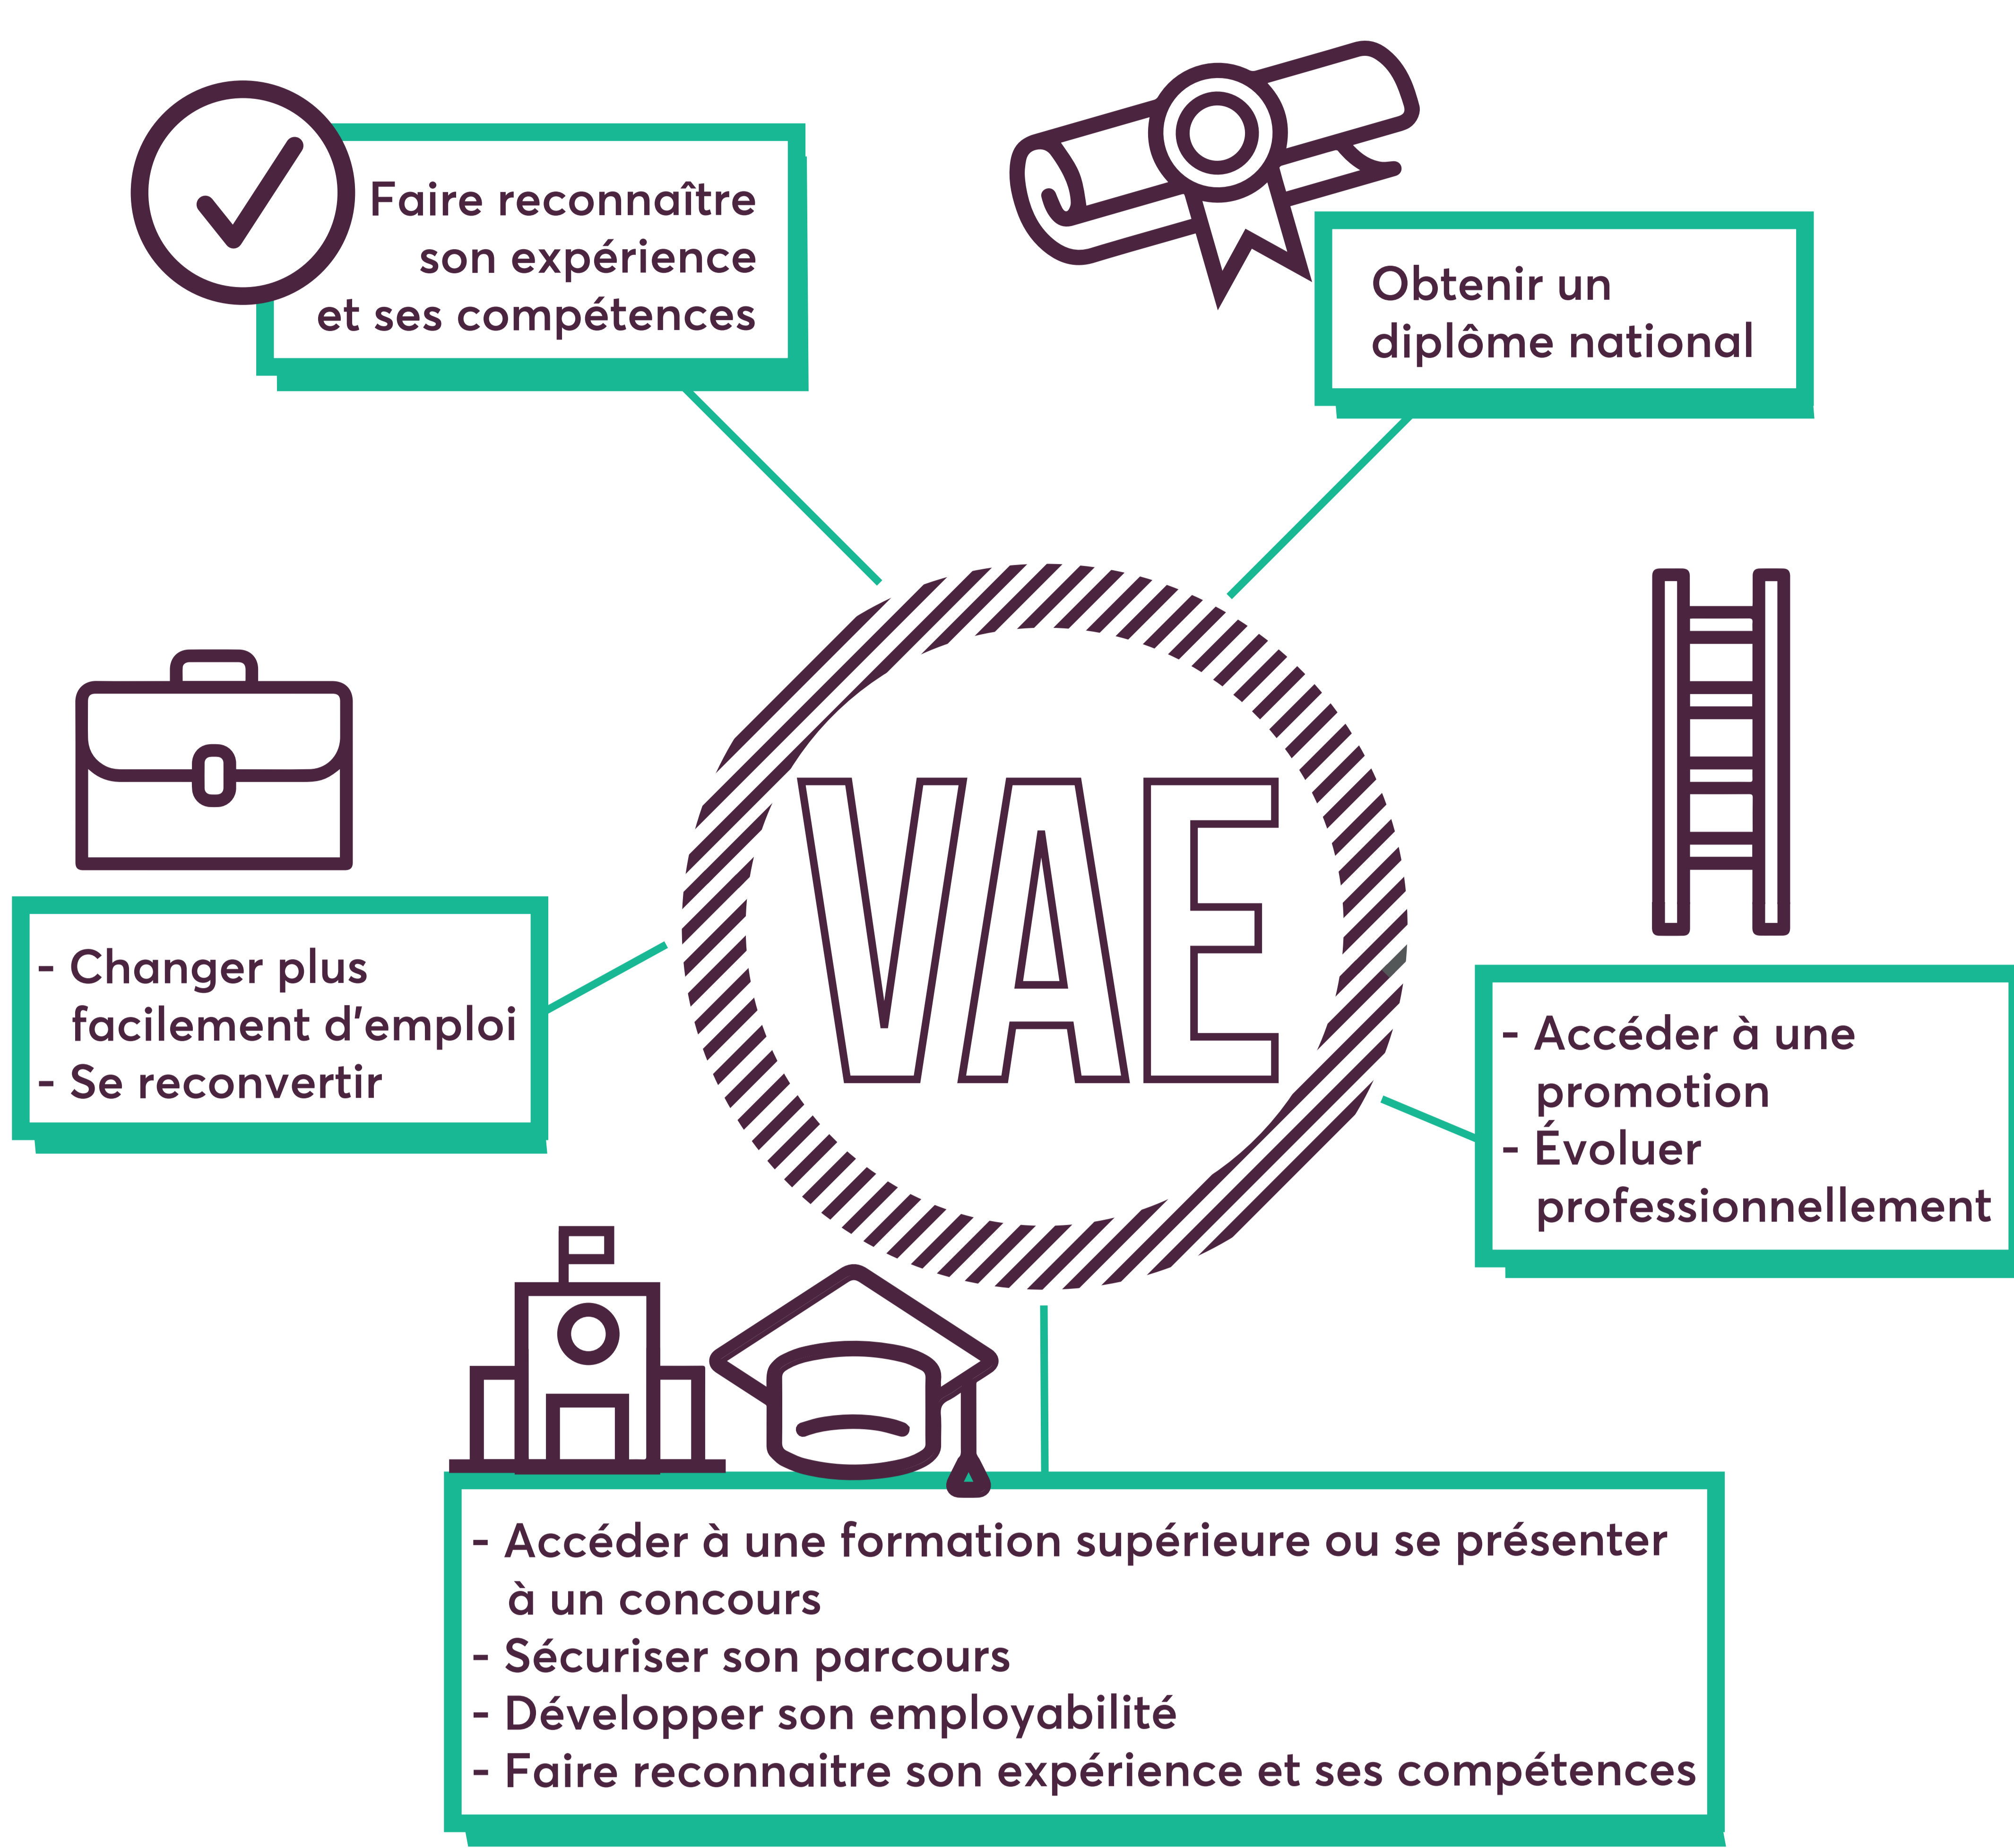 Faire reconnaître
son expérience
et ses compétences
Obtenir un
diplôme national
VAE
- Changer plus
facilement d’emploi
- Se reconvertir
- Accéder à une
promotion
- Évoluer
professionnellement
- Accéder à une formation supérieure ou se présenter
à un concours
- Sécuriser son parcours
- Développer son employabilité
- Faire reconnaitre son expérience et ses compétences